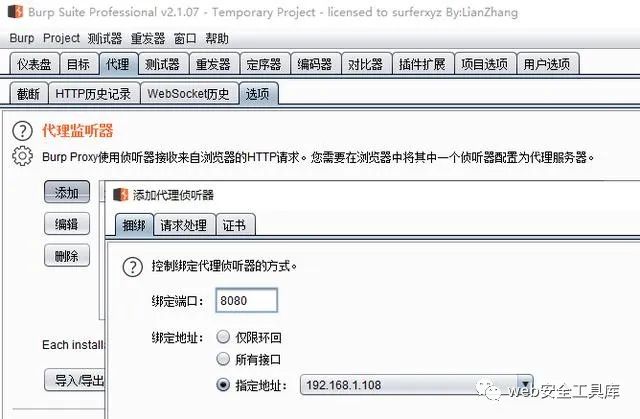 Burp Suite Professional v2.1.07 - Temporary Project - licensed to surferxyz By:LianZhang
Burp Project 测试器 重发器 窗口 帮助
仪表盘 目标 代理 测试器 重发器 定序器 编码器 对比器 插件扩展 项目选项 用户选项
截断 HTTP历史记录 WebSocket历史 选项
代理监听器
Burp Proxy使用侦听器接收来自浏览器的HTTP请求。您需要在浏览器中将其中一个侦听器配置为代理服务器。
添加
编辑
删除
添加代理侦听器
捆绑 请求处理 证书
控制绑定代理侦听器的方式。
绑定端口: 8080
绑定地址: 仅限环回
所有接口
指定地址: 192.168.1.108
Each installa
导入/导出
web安全工具库